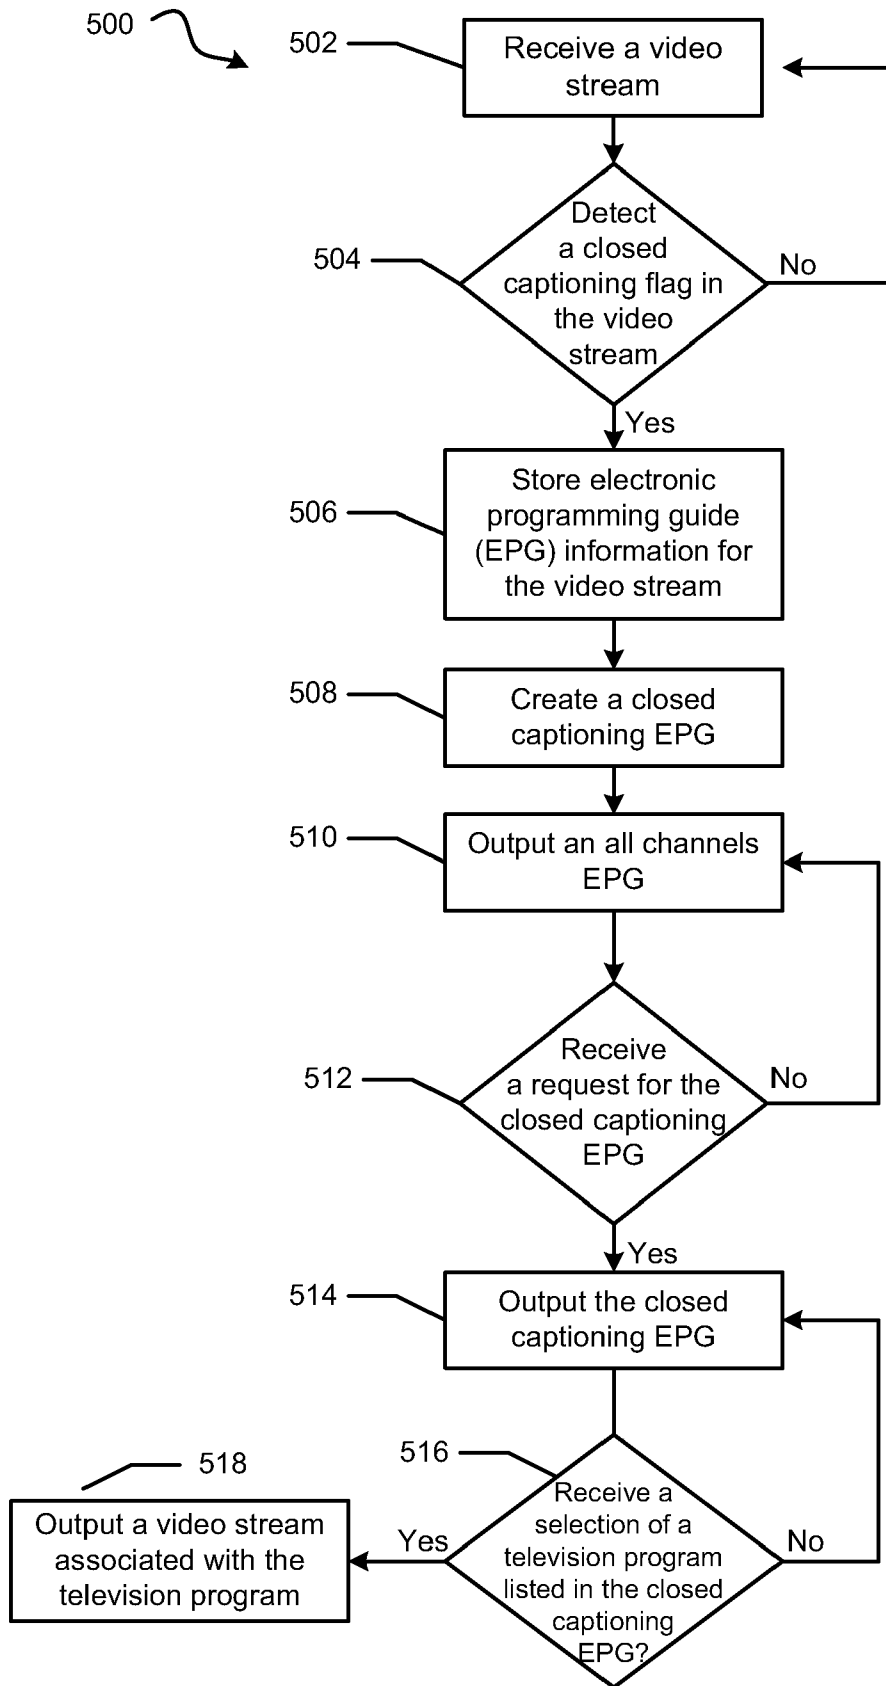 500
502
Receive a video
stream
504
Detect
a closed
captioning flag in
the video
stream
No
Yes
506
Store electronic
programming guide
(EPG) information for
the video stream
508
Create a closed
captioning EPG
510
Output an all channels
EPG
512
Receive
a request for the
closed captioning
EPG
No
Yes
514
Output the closed
captioning EPG
516
Receive a
selection of a
television program
listed in the closed
captioning
EPG?
No
Yes
518
Output a video stream
associated with the
television program